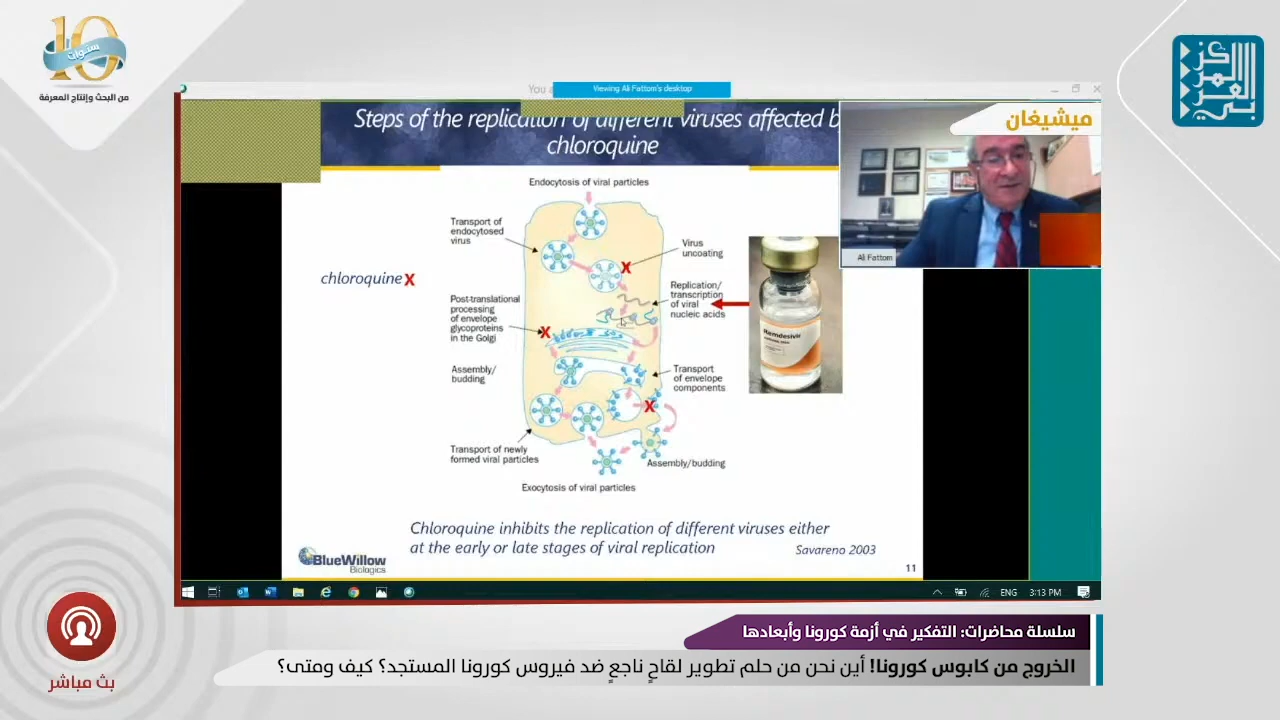 10
سنوات
من البحث وإنتاج المعرفة
المركز
العربي
You a
Viewing Ali Fattom's desktop
ميشيغان
Ali Fattom
Steps of the replication of different viruses affected b
chloroquine
Endocytosis of viral particles
Transport of
endocytosed
virus
Virus
uncoating
chloroquine X
X
Replication/
transcription
of viral
nucleic acids
Post-translational
processing
of envelope
glycoproteins
in the Golgi
X
Remdesivir
Assembly/
budding
Transport
of envelope
components
X
Transport of newly
formed viral particles
Assembly/budding
Exocytosis of viral particles
Chloroquine inhibits the replication of different viruses either
at the early or late stages of viral replication
Savareno 2003
BlueWillow
Biologics
11
ENG
3:13 PM
سلسلة محاضرات: التفكير في أزمة كورونا وأبعادها
الخروج من كابوس كورونا! أين نحن من حلم تطوير لقاحٍ ناجعٍ ضد فيروس كورونا المستجد؟ كيف ومتى؟
بث مباشر